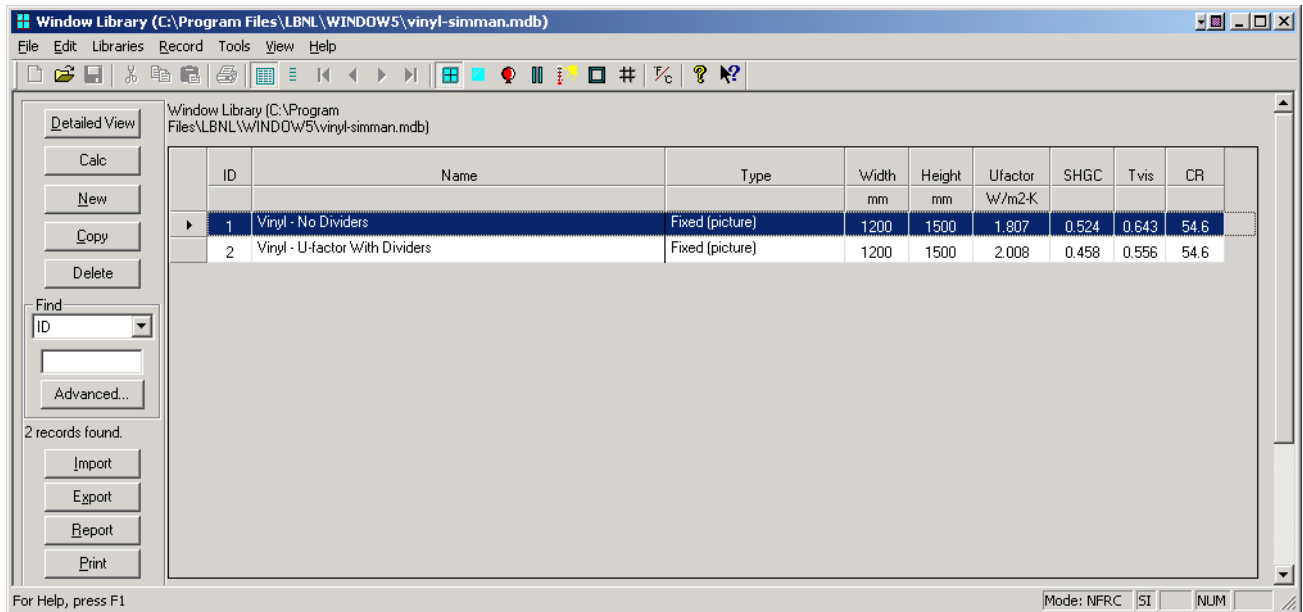 Window Library (C:\Program Files\LBNL\WINDOW5\vinyl-simman.mdb)
File Edit Libraries Record Tools View Help
F/C
Detailed View
Calc
New
Copy
Delete
Find
ID
Advanced...
2 records found.
Import
Export
Report
Print
Window Library (C:\Program
Files\LBNL\WINDOW5\vinyl-simman.mdb)
ID Name Type Width Height Ufactor SHGC Tvis CR
mm mm W/m2-K
1 Vinyl - No Dividers Fixed (picture) 1200 1500 1.807 0.524 0.643 54.6
2 Vinyl - U-factor With Dividers Fixed (picture) 1200 1500 2.008 0.458 0.556 54.6
For Help, press F1 Mode: NFRC SI NUM